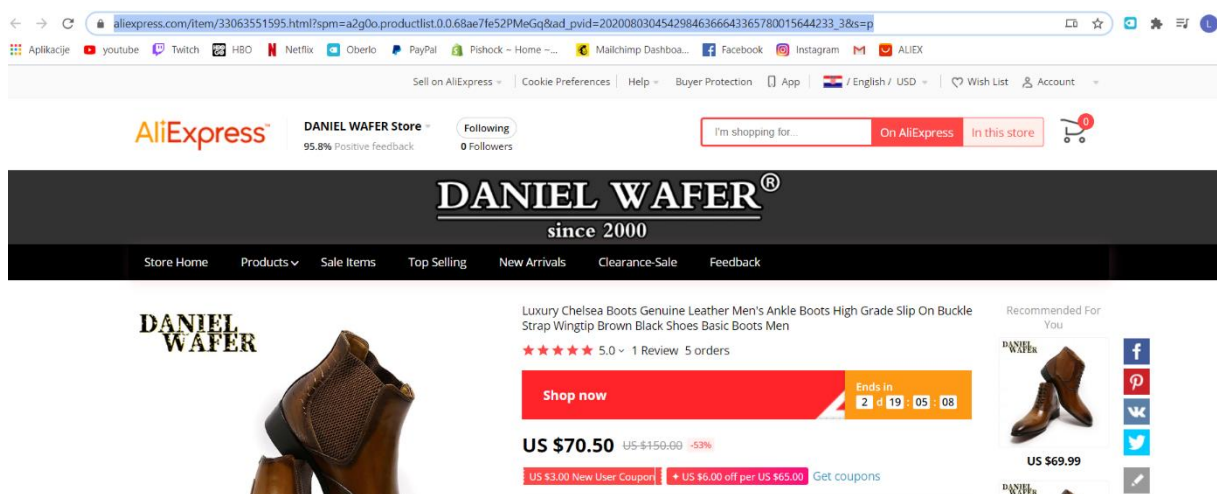 aliexpress.com/item/33063551595.html?spm=a2g0o.productlist.0.0.68ae7fe52PMeGq&ad_pvid=202008030454298463666433657800156442​33_3&s=p
Aplikacije youtube Twitch HBO Netflix Oberlo PayPal Pishock ~ Home ~... Mailchimp Dashboa... Facebook Instagram ALIEX
Sell on AliExpress Cookie Preferences Help Buyer Protection App / English / USD Wish List Account
AliExpress
DANIEL WAFER Store
95.8% Positive feedback
Following
0 Followers
I'm shopping for...
On AliExpress
In this store
0
DANIEL WAFER®
since 2000
Store Home Products Sale Items Top Selling New Arrivals Clearance-Sale Feedback
DANIEL
WAFER
Luxury Chelsea Boots Genuine Leather Men's Ankle Boots High Grade Slip On Buckle
Strap Wingtip Brown Black Shoes Basic Boots Men
5.0 1 Review 5 orders
Shop now
Ends in
2 d 19 : 05 : 08
US $70.50 US $150.00 -53%
US $3.00 New User Coupon + US $6.00 off per US $65.00 Get coupons
Recommended For
You
DANIEL
WAFER
US $69.99
DANIEL
WAFER